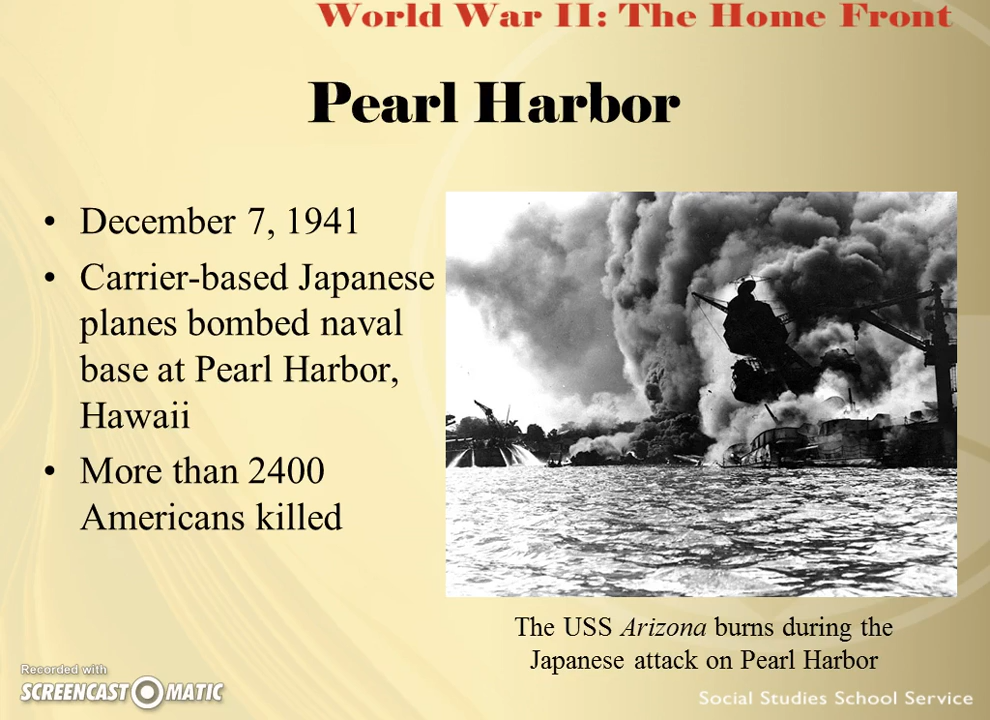 World War II: The Home Front
Pearl Harbor
• December 7, 1941
• Carrier-based Japanese
planes bombed naval
base at Pearl Harbor,
Hawaii
• More than 2400
Americans killed
The USS Arizona burns during the
Japanese attack on Pearl Harbor
Recorded with
SCREENCAST-O-MATIC
Social Studies School Service